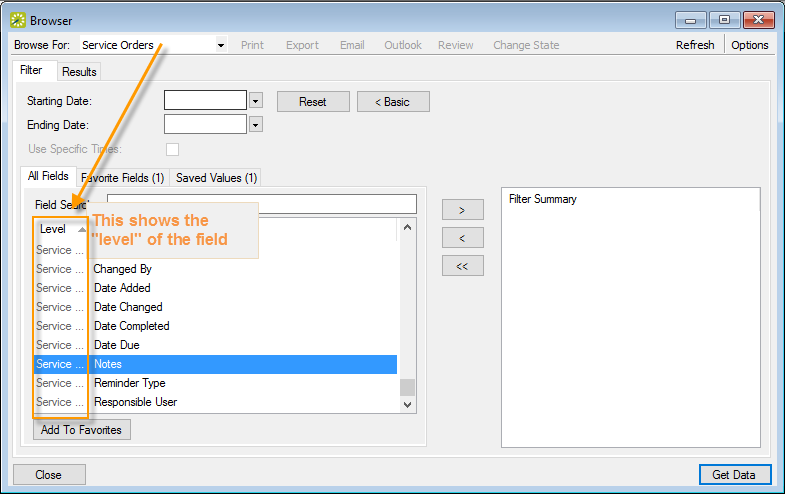 Browser
Browse For: Service Orders Print Export Email Outlook Review Change State Refresh Options
Filter Results
Starting Date: Reset < Basic
Ending Date:
Use Specific Times:
All Fields Favorite Fields (1) Saved Values (1)
Field Search
This shows the
"level" of the field
Level
Service ...
Service ... Changed By
Service ... Date Added
Service ... Date Changed
Service ... Date Completed
Service ... Date Due
Service ... Notes
Service ... Reminder Type
Service ... Responsible User
Add To Favorites
>
<
<<
Filter Summary
Close Get Data